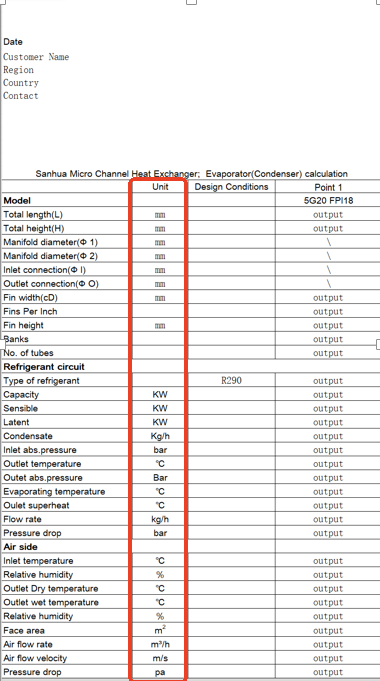 Date
Customer Name
Region
Country
Contact
Sanhua Micro Channel Heat Exchanger; Evaporator(Condenser) calculation
Unit Design Conditions Point 1
Model 5G20 FPI18
Total length(L) mm output
Total height(H) mm output
Manifold diameter(Φ 1) mm \
Manifold diameter(Φ 2) mm \
Inlet connection(Φ I) mm \
Outlet connection(Φ O) mm \
Fin width(cD) mm output
Fins Per Inch output
Fin height mm output
Banks output
No. of tubes output
Refrigerant circuit
Type of refrigerant R290 output
Capacity KW output
Sensible KW output
Latent KW output
Condensate Kg/h output
Inlet abs.pressure bar output
Outlet temperature ℃ output
Outet abs.pressure Bar output
Evaporating temperature ℃ output
Oulet superheat ℃ output
Flow rate kg/h output
Pressure drop bar output
Air side
Inlet temperature ℃ output
Relative humidity % output
Outlet Dry temperature ℃ output
Outlet wet temperature ℃ output
Relative humidity % output
Face area m² output
Air flow rate m³/h output
Air flow velocity m/s output
Pressure drop pa output